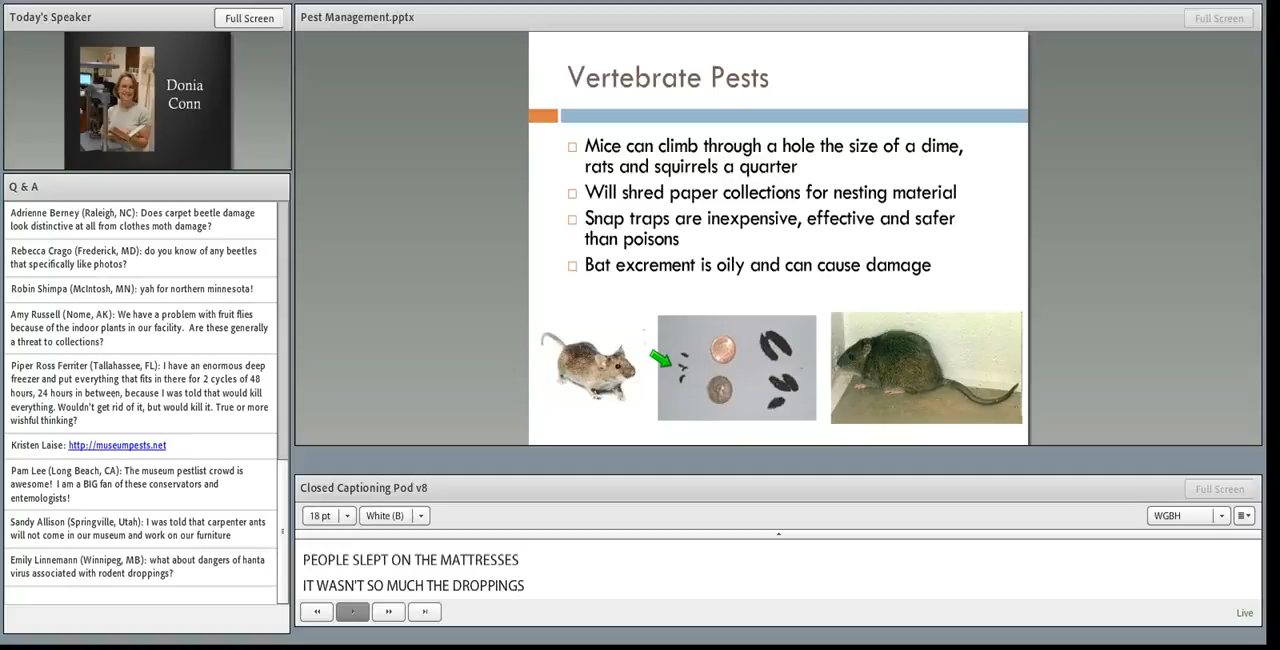 Today's Speaker
Full Screen
Donia
Conn
Q & A
Adrienne Berney (Raleigh, NC): Does carpet beetle damage
look distinctive at all from clothes moth damage?
Rebecca Crago (Frederick, MD): do you know of any beetles
that specifically like photos?
Robin Shimpa (McIntosh, MN): yah for northern minnesota!
Amy Russell (Nome, AK): We have a problem with fruit flies
because of the indoor plants in our facility. Are these generally
a threat to collections?
Piper Ross Ferriter (Tallahassee, FL): I have an enormous deep
freezer and put everything that fits in there for 2 cycles of 48
hours, 24 hours in between, because I was told that would kill
everything. Wouldn't get rid of it, but would kill it. True or more
wishful thinking?
Kristen Laise: http://museumpests.net
Pam Lee (Long Beach, CA): The museum pestlist crowd is
awesome! I am a BIG fan of these conservators and
entemologists!
Sandy Allison (Springville, Utah): I was told that carpenter ants
will not come in our museum and work on our furniture
Emily Linnemann (Winnipeg, MB): what about dangers of hanta
virus associated with rodent droppings?
Pest Management.pptx
Full Screen
Vertebrate Pests
Mice can climb through a hole the size of a dime,
rats and squirrels a quarter
Will shred paper collections for nesting material
Snap traps are inexpensive, effective and safer
than poisons
Bat excrement is oily and can cause damage
Closed Captioning Pod v8
Full Screen
18 pt
White (B)
WGBH
PEOPLE SLEPT ON THE MATTRESSES
IT WASN'T SO MUCH THE DROPPINGS
Live